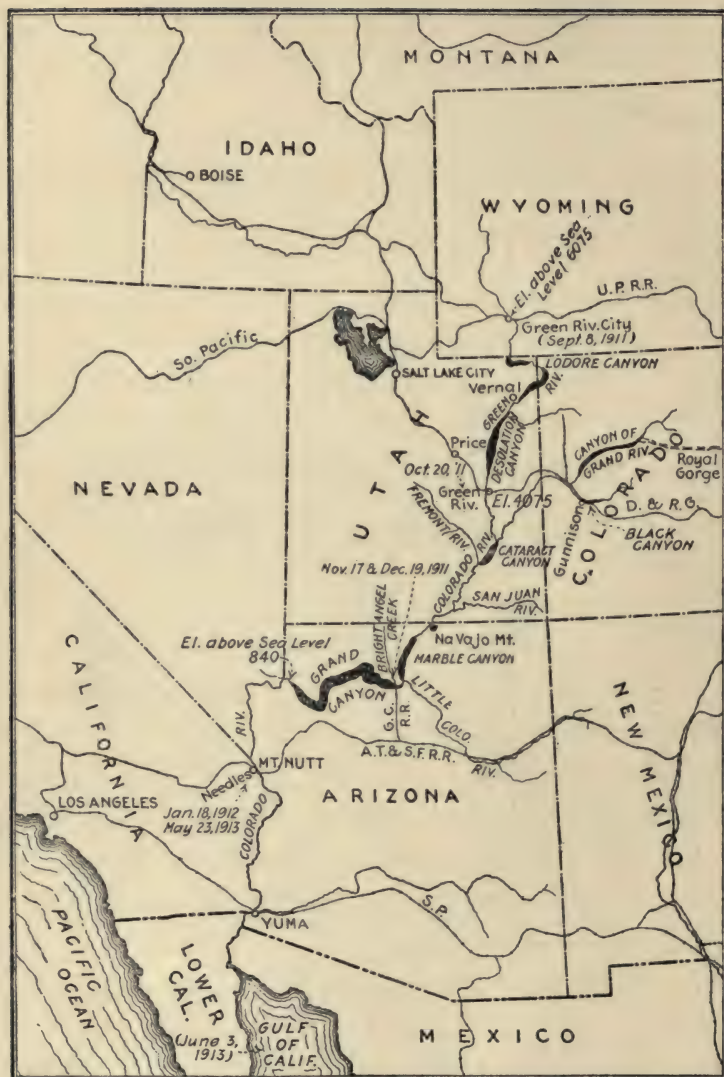 MONTANA
IDAHO
BOISE
WYOMING
El. above Sea
Level 6075
U.P.R.R.
Green Riv. City
(Sept. 8, 1911)
So. Pacific
LODORE CANYON
SALT LAKE CITY
Vernal
GREEN
RIV.
DESOLATION
CANYON
UTAH
Price
CANYON OF
GRAND RIV.
Royal
Gorge
COLORADO
Oct. 20, '11
Green
Riv.
El. 4075
NEVADA
FREMONT RIV.
Gunnison
D. & R.G.
BLACK
CANYON
CATARACT
CANYON
COLORADO RIV.
Nov. 17 & Dec. 19, 1911
SAN JUAN
RIV.
BRIGHT ANGEL
CREEK
NaVajo Mt.
El. above Sea Level
840
MARBLE CANYON
GRAND
CANYON
LITTLE
COLO.
RIV.
G.C.
R.R.
CALIFORNIA
RIV.
NEW MEXICO
A.T. & S.F. R.R.
MT. NUTT
Needles
ARIZONA
LOS ANGELES
Jan. 18, 1912
May 23, 1913
COLORADO
S.P.
YUMA
PACIFIC
OCEAN
LOWER
CAL.
(June 3,
1913)
GULF
OF
CALIF.
MEXICO